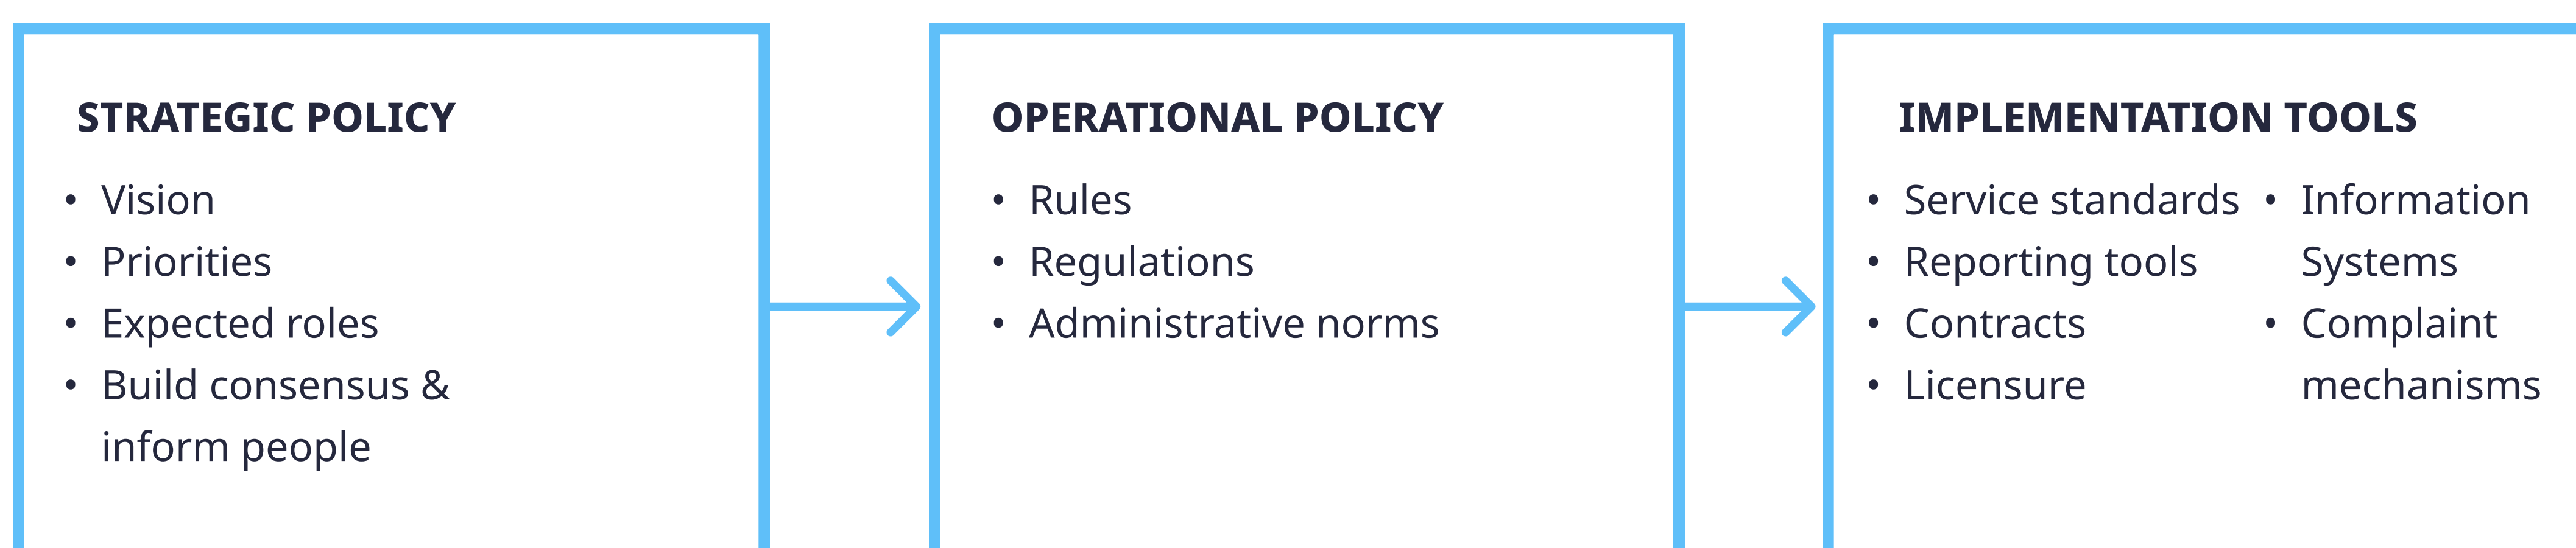 STRATEGIC POLICY
• Vision
• Priorities
• Expected roles
• Build consensus &
inform people
OPERATIONAL POLICY
• Rules
• Regulations
• Administrative norms
IMPLEMENTATION TOOLS
• Service standards
• Reporting tools
• Contracts
• Licensure
• Information
Systems
• Complaint
mechanisms